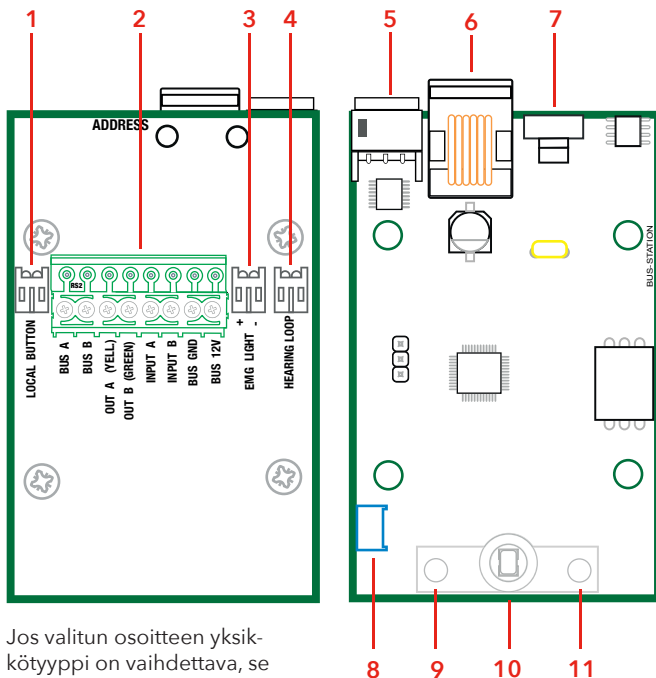 1 2 3 4 5 6 7
ADDRESS
RS2
LOCAL BUTTON
BUS A
BUS B
OUT A (YELL)
OUT B (GREEN)
INPUT A
INPUT B
BUS GND
BUS 12V
+ -
EMG LIGHT
HEARING LOOP
BUS-STATION
8 9 10 11
Jos valitun osoitteen yksik-
kötyyppi on vaihdettava, se